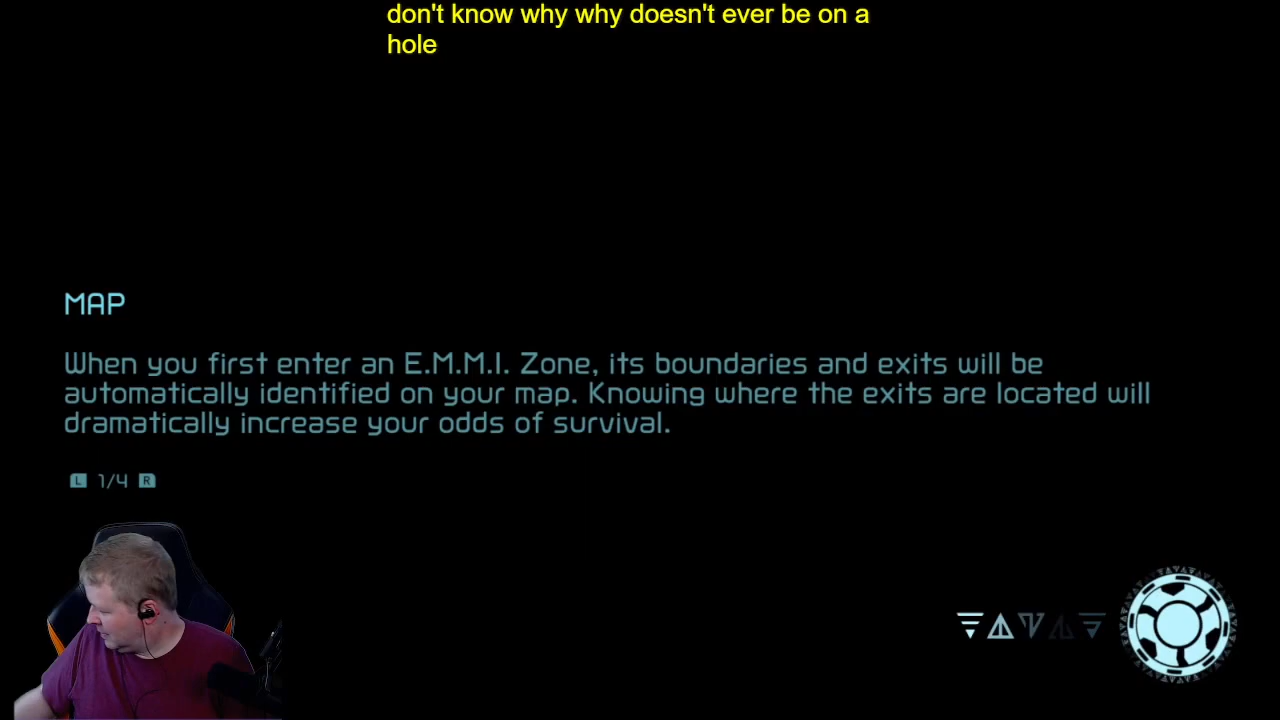 don't know why why doesn't ever be on a
hole
MAP
When you first enter an E.M.M.I. Zone, its boundaries and exits will be
automatically identified on your map. Knowing where the exits are located will
dramatically increase your odds of survival.
L 1/4 R